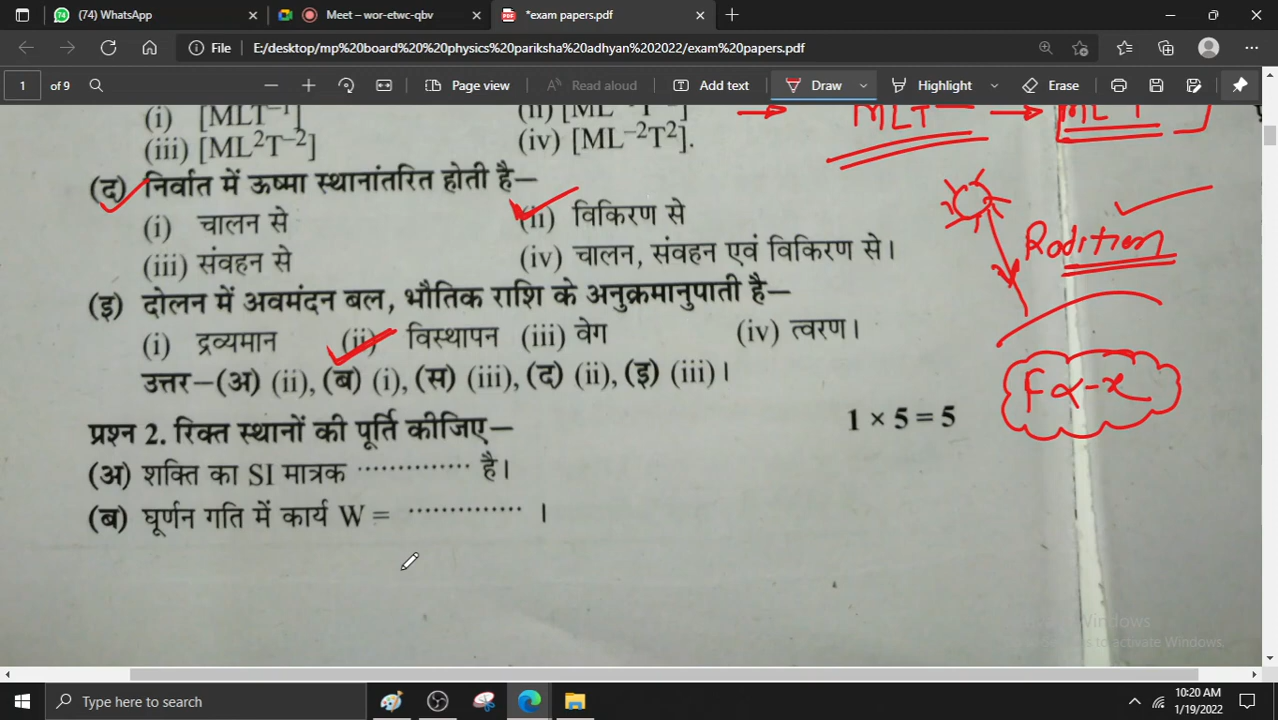 (74) WhatsApp
Meet – wor-etwc-qbv
*exam papers.pdf
File
E:/desktop/mp%20board%20%20physics%20pariksha%20adhyan%202022/exam%20papers.pdf
1 of 9
Page view
Read aloud
Add text
Draw
Highlight
Erase
(i) [MLT⁻¹]
(iii) [ML²T⁻²]
(iv) [ML⁻²T²].
(द) निर्वात में ऊष्मा स्थानांतरित होती है–
(i) चालन से
(ii) विकिरण से
(iii) संवहन से
(iv) चालन, संवहन एवं विकिरण से।
Radition
(इ) दोलन में अवमंदन बल, भौतिक राशि के अनुक्रमानुपाती है–
(i) द्रव्यमान (ii) विस्थापन (iii) वेग (iv) त्वरण।
उत्तर–(अ) (ii), (ब) (i), (स) (iii), (द) (ii), (इ) (iii)।
F∝-x
प्रश्न 2. रिक्त स्थानों की पूर्ति कीजिए–
1 × 5 = 5
(अ) शक्ति का SI मात्रक .............. है।
(ब) घूर्णन गति में कार्य W = .............. ।
Type here to search
10:20 AM
1/19/2022